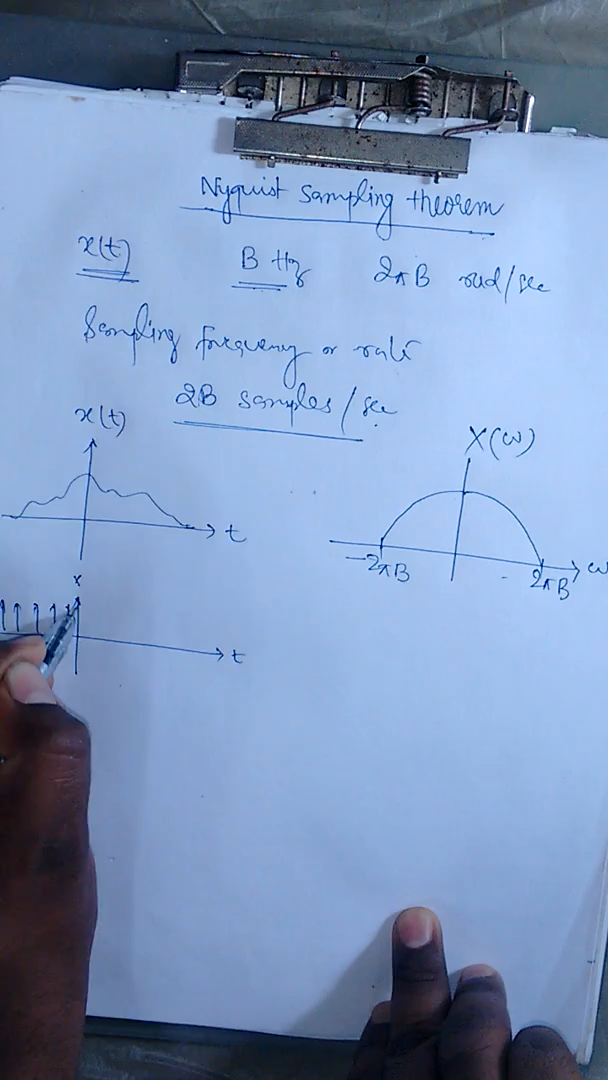 Nyquist Sampling theorem
x(t) B Hz 2πB rad/sec
Sampling frequency or rate
2B samples/sec
x(t)
X(ω)
t
-2πB 2πB ω
t